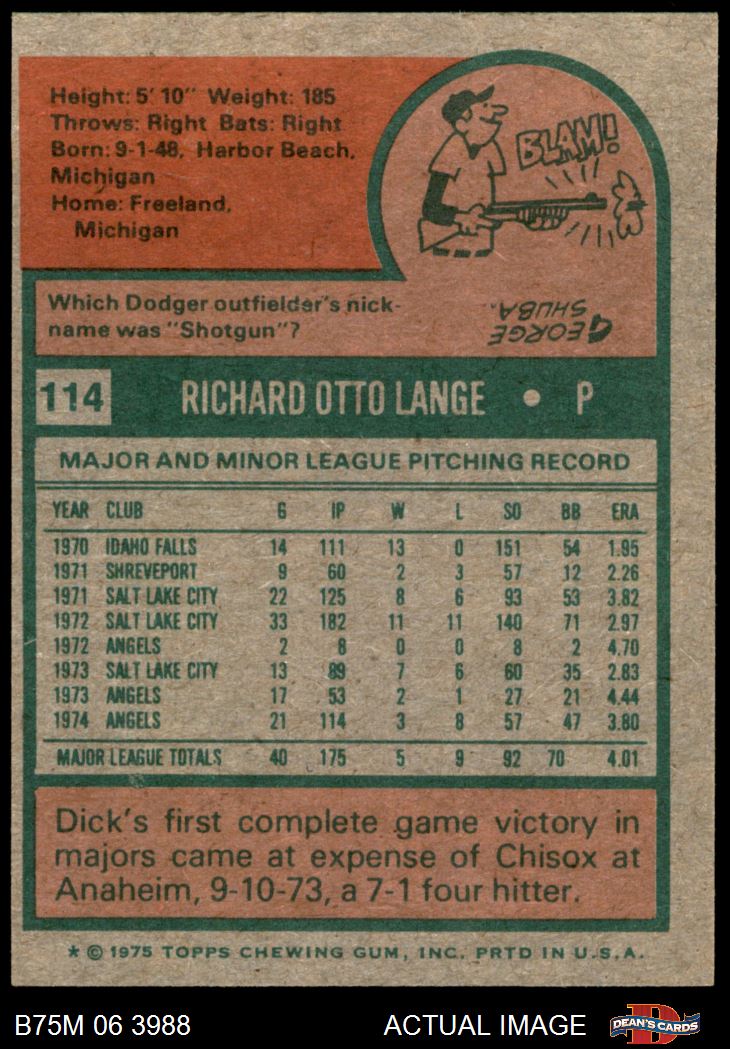 Height: 5' 10" Weight: 185
Throws: Right Bats: Right
Born: 9-1-48, Harbor Beach,
Michigan
Home: Freeland,
Michigan
BLAM!
Which Dodger outfielder's nick-
name was "Shotgun"?
GEORGE
SHUBA
114 RICHARD OTTO LANGE • P
MAJOR AND MINOR LEAGUE PITCHING RECORD
YEAR CLUB G IP W L SO BB ERA
1970 IDAHO FALLS 14 111 13 0 151 54 1.95
1971 SHREVEPORT 9 60 2 3 57 12 2.26
1971 SALT LAKE CITY 22 125 8 6 93 53 3.82
1972 SALT LAKE CITY 33 182 11 11 140 71 2.97
1972 ANGELS 2 8 0 0 8 2 4.70
1973 SALT LAKE CITY 13 89 7 6 60 35 2.83
1973 ANGELS 17 53 2 1 27 21 4.44
1974 ANGELS 21 114 3 8 57 47 3.80
MAJOR LEAGUE TOTALS 40 175 5 9 92 70 4.01
Dick's first complete game victory in
majors came at expense of Chisox at
Anaheim, 9-10-73, a 7-1 four hitter.
* © 1975 TOPPS CHEWING GUM, INC. PRTD IN U.S.A.
B75M 06 3988 ACTUAL IMAGE DEAN'S CARDS